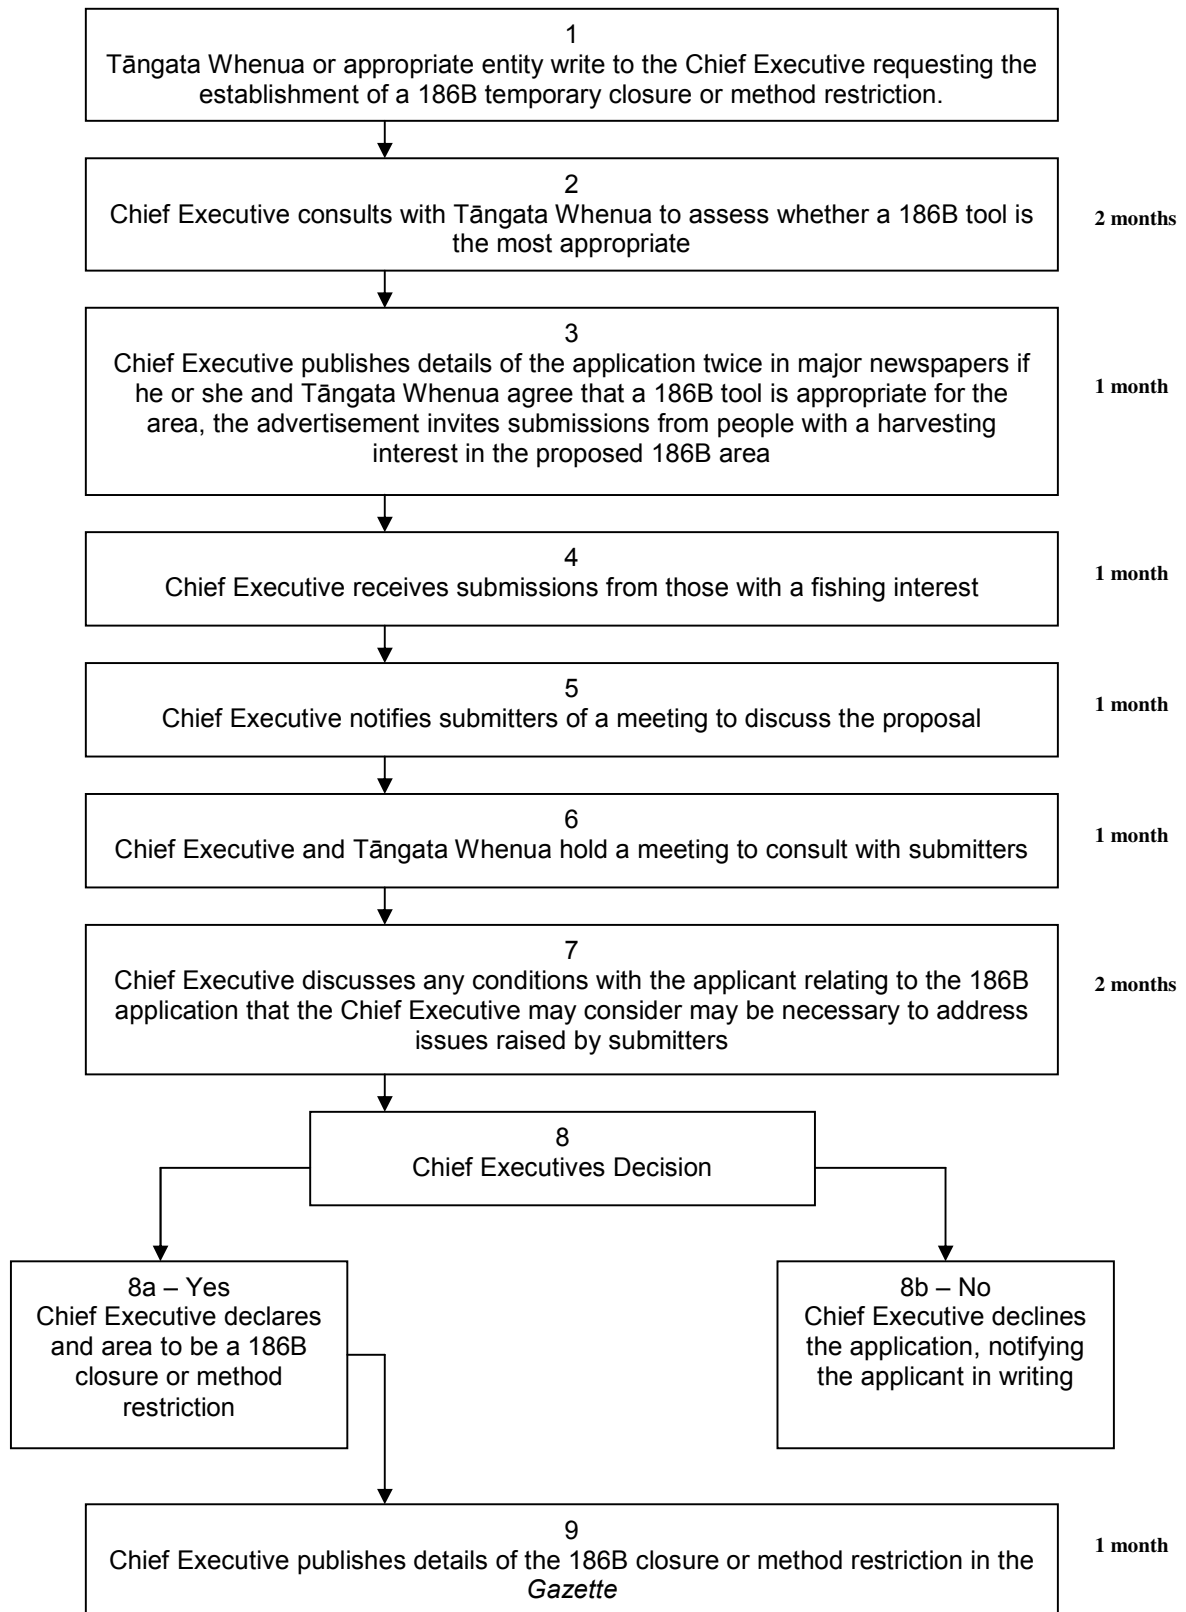 1
Tāngata Whenua or appropriate entity write to the Chief Executive requesting the
establishment of a 186B temporary closure or method restriction.
2
Chief Executive consults with Tāngata Whenua to assess whether a 186B tool is
the most appropriate
2 months
3
Chief Executive publishes details of the application twice in major newspapers if
he or she and Tāngata Whenua agree that a 186B tool is appropriate for the
area, the advertisement invites submissions from people with a harvesting
interest in the proposed 186B area
1 month
4
Chief Executive receives submissions from those with a fishing interest
1 month
5
Chief Executive notifies submitters of a meeting to discuss the proposal
1 month
6
Chief Executive and Tāngata Whenua hold a meeting to consult with submitters
1 month
7
Chief Executive discusses any conditions with the applicant relating to the 186B
application that the Chief Executive may consider may be necessary to address
issues raised by submitters
2 months
8
Chief Executives Decision
8a – Yes
Chief Executive declares
and area to be a 186B
closure or method
restriction
8b – No
Chief Executive declines
the application, notifying
the applicant in writing
9
Chief Executive publishes details of the 186B closure or method restriction in the
Gazette
1 month